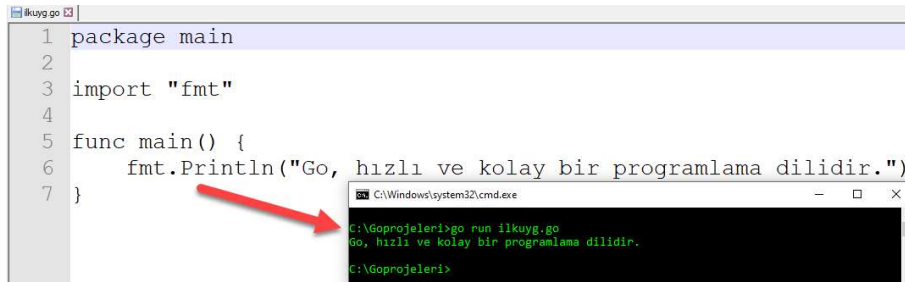 ilkuyg.go
1 package main
2
3 import "fmt"
4
5 func main() {
6 fmt.Println("Go, hızlı ve kolay bir programlama dilidir.")
7 }
C:\Windows\system32\cmd.exe
C:\Goprojeleri>go run ilkuyg.go
Go, hızlı ve kolay bir programlama dilidir.
C:\Goprojeleri>